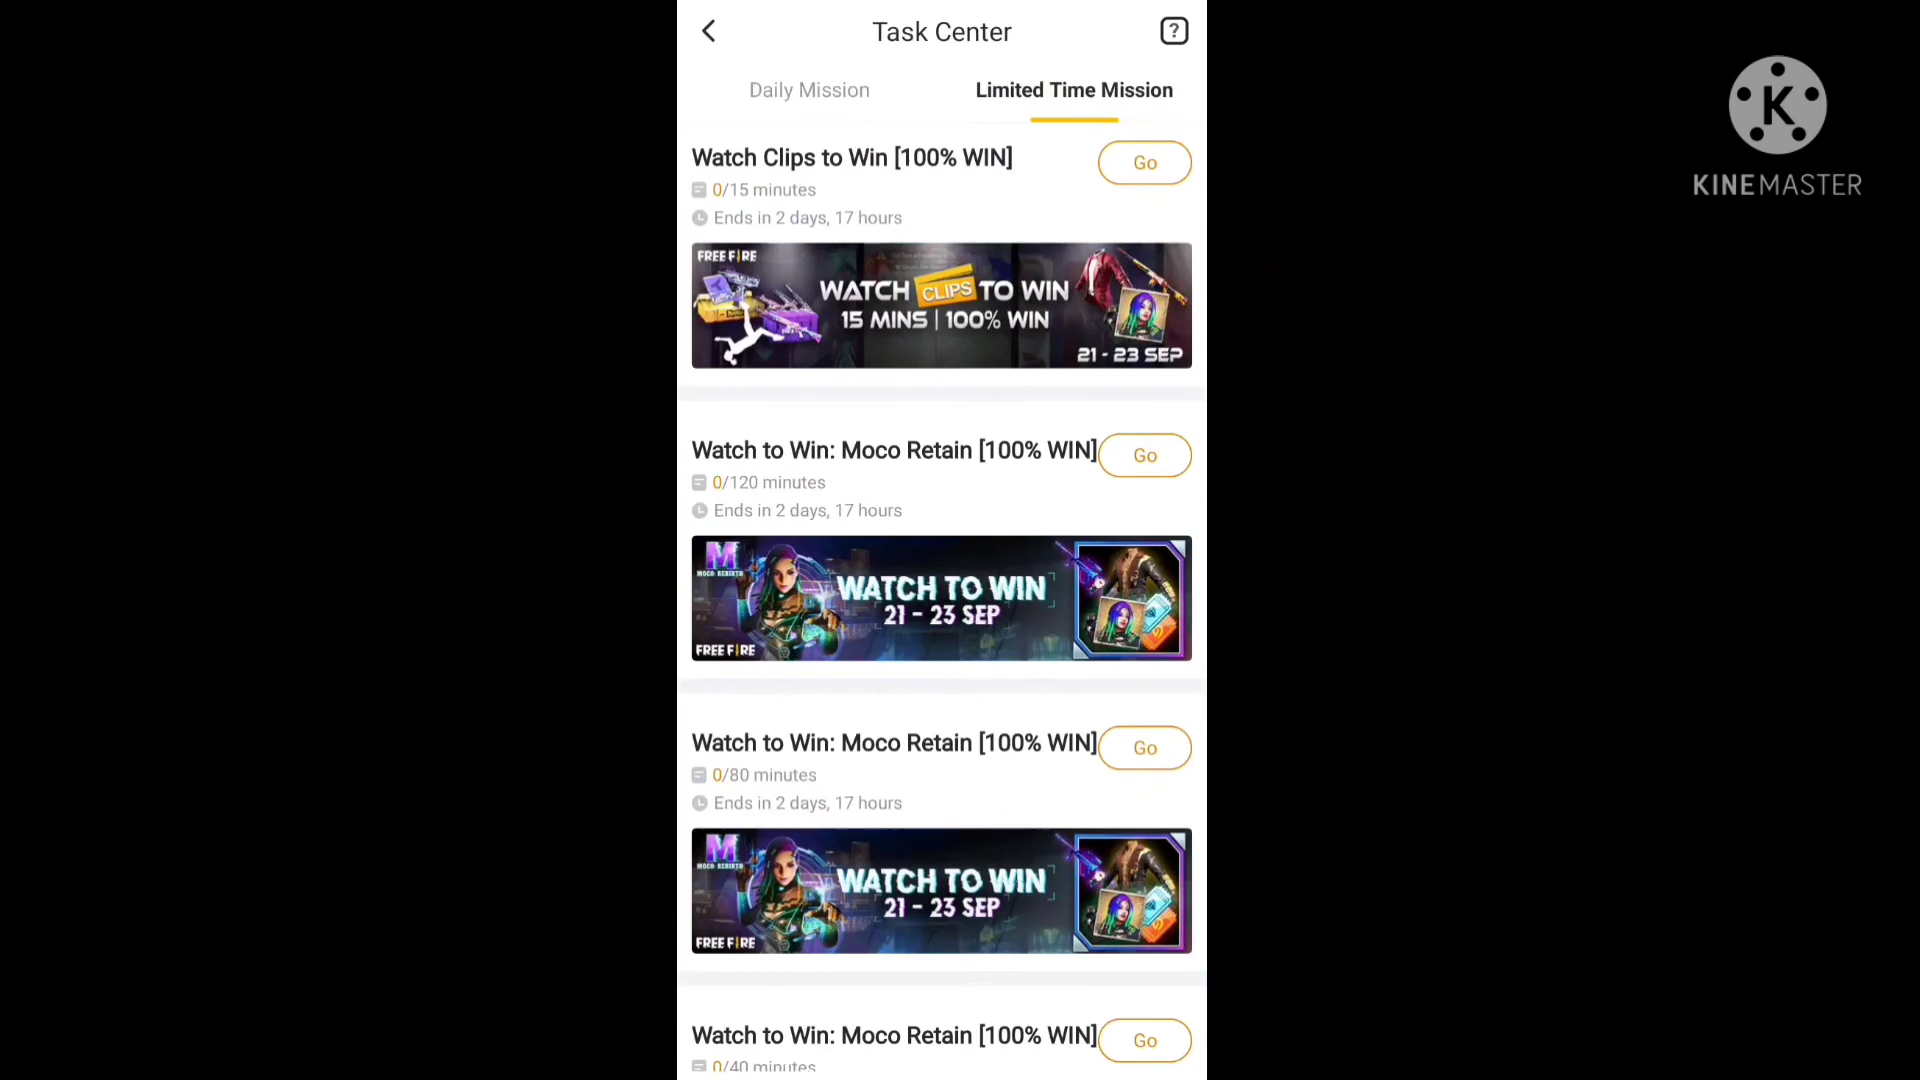 Task Center
?
Daily Mission
Limited Time Mission
K
KINEMASTER
Watch Clips to Win [100% WIN]
Go
0/15 minutes
Ends in 2 days, 17 hours
FREE FIRE
WATCH CLIPS TO WIN
15 MINS | 100% WIN
21 - 23 SEP
Watch to Win: Moco Retain [100% WIN]
Go
0/120 minutes
Ends in 2 days, 17 hours
M
MOCO: REBIRTH
WATCH TO WIN
21 - 23 SEP
FREE FIRE
Watch to Win: Moco Retain [100% WIN]
Go
0/80 minutes
Ends in 2 days, 17 hours
M
MOCO: REBIRTH
WATCH TO WIN
21 - 23 SEP
FREE FIRE
Watch to Win: Moco Retain [100% WIN]
Go
0/40 minutes